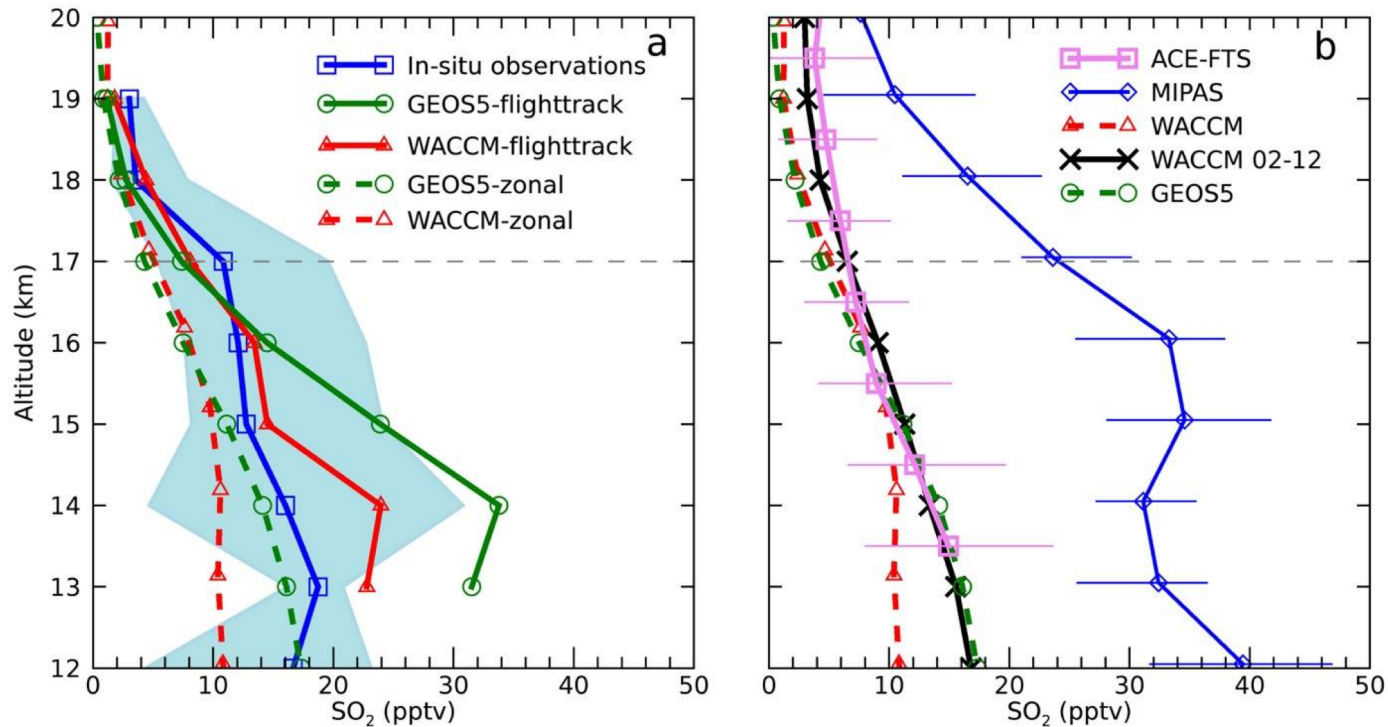 a
In-situ observations
GEOS5-flighttrack
WACCM-flighttrack
GEOS5-zonal
WACCM-zonal
Altitude (km)
20
19
18
17
16
15
14
13
12
0 10 20 30 40 50
SO₂ (pptv)
b
ACE-FTS
MIPAS
WACCM
WACCM 02-12
GEOS5
0 10 20 30 40 50
SO₂ (pptv)